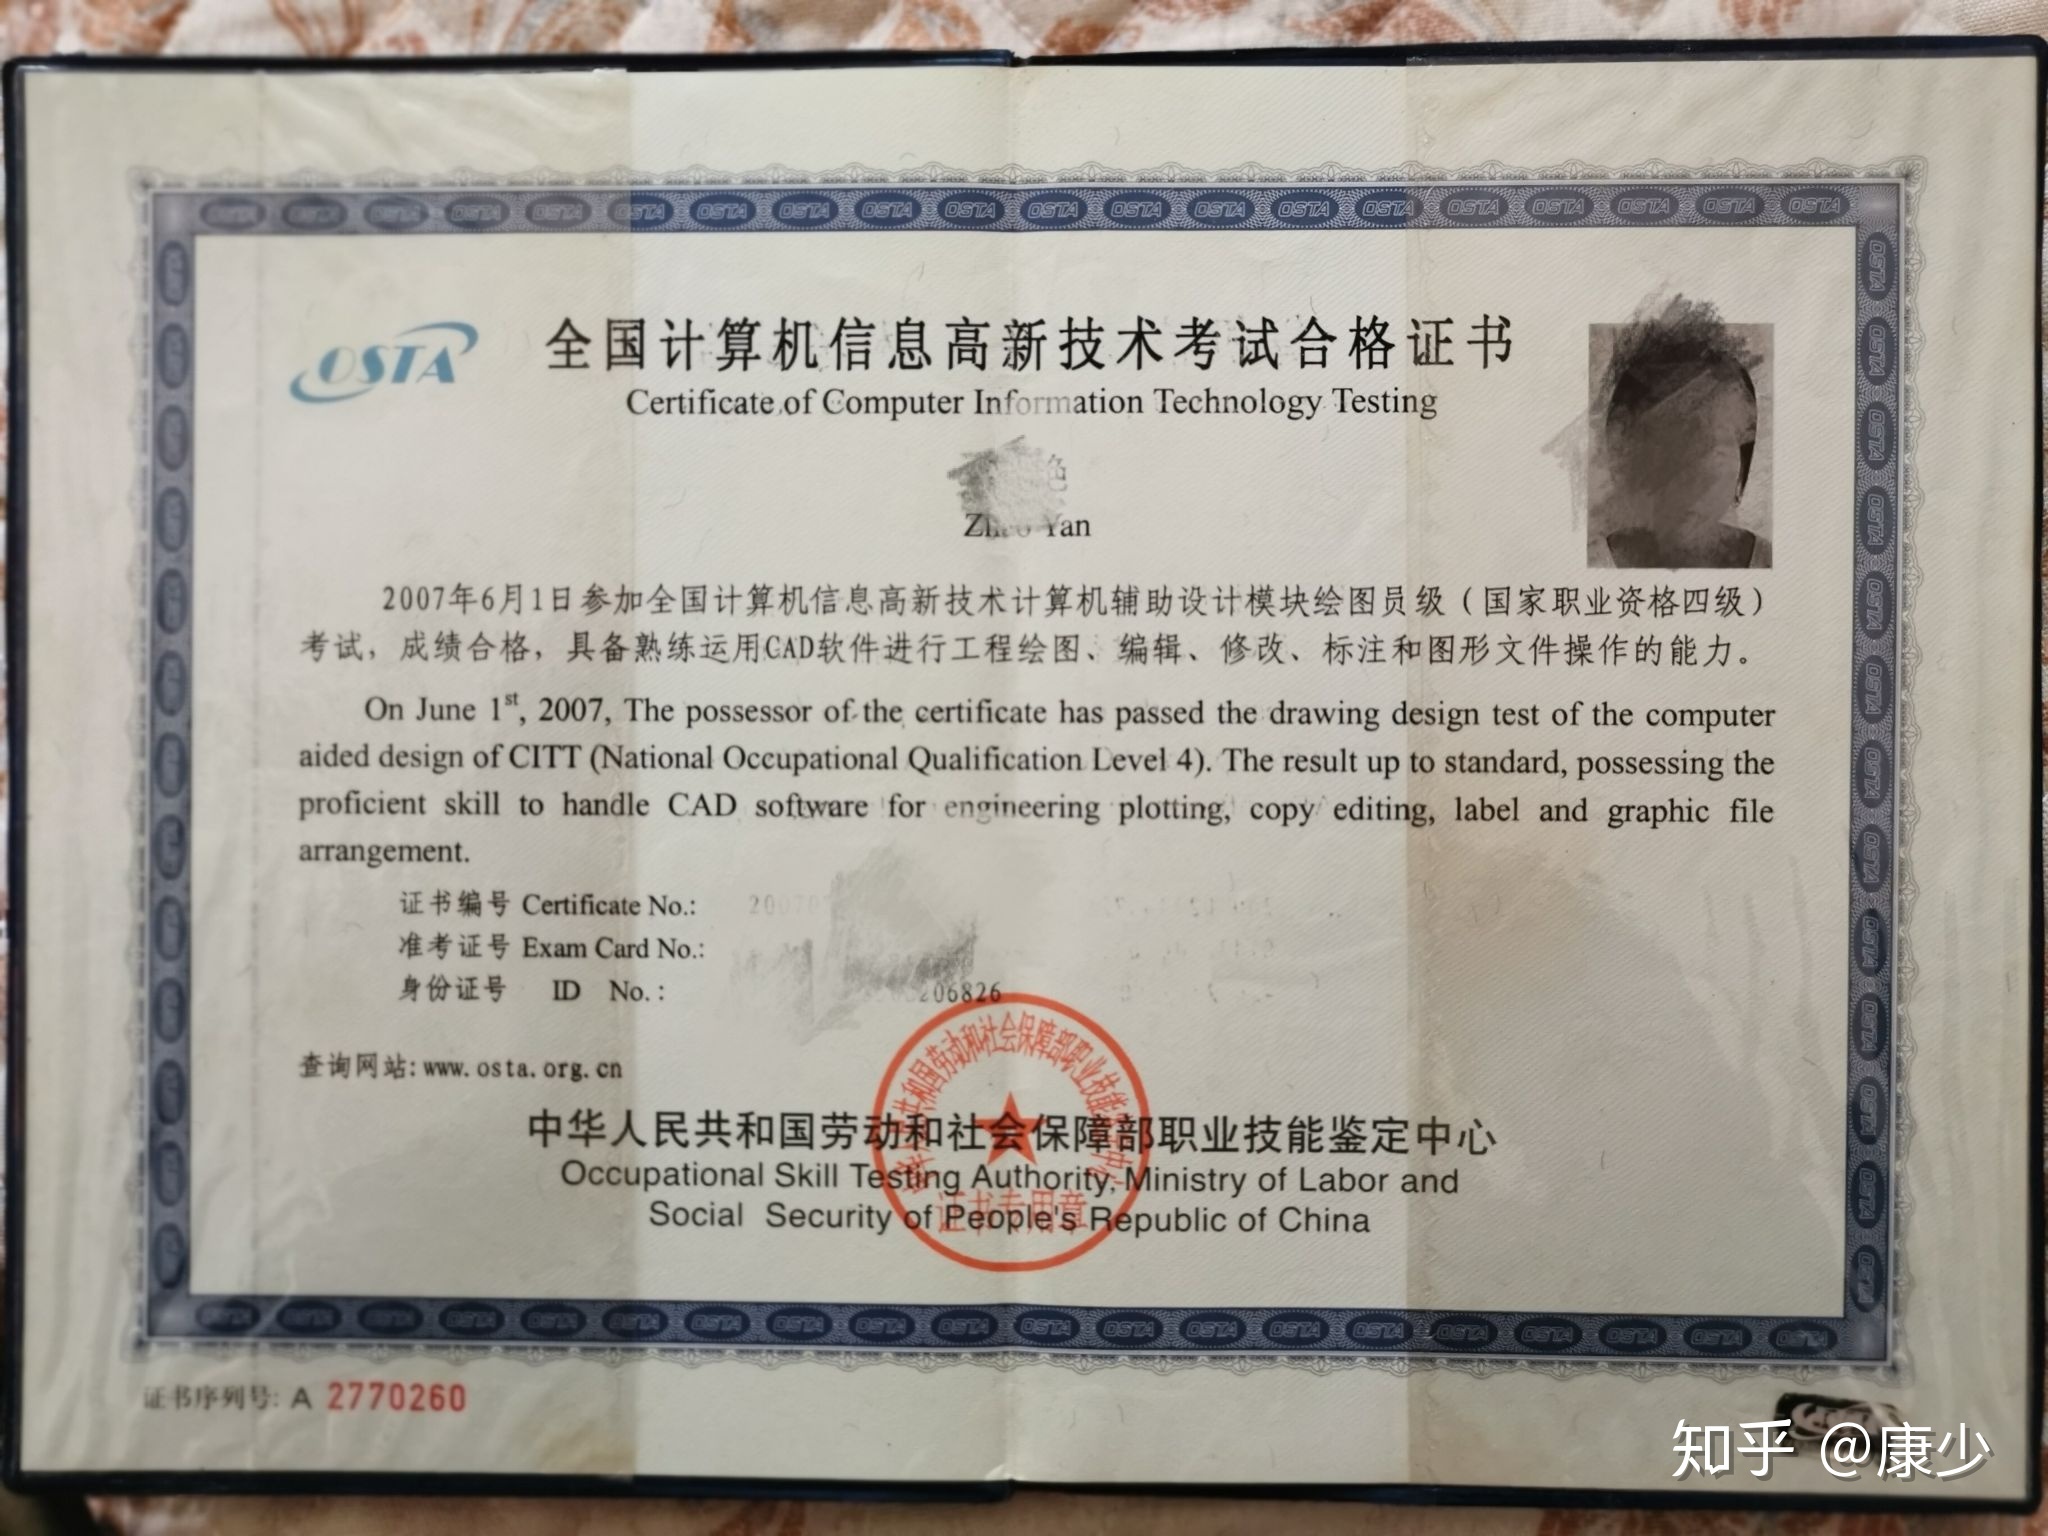 OSTA
全国计算机信息高新技术考试合格证书
Certificate of Computer Information Technology Testing
Yan
2007年6月1日参加全国计算机信息高新技术计算机辅助设计模块绘图员级（国家职业资格四级）
考试，成绩合格，具备熟练运用CAD软件进行工程绘图、编辑、修改、标注和图形文件操作的能力。
On June 1st, 2007, The possessor of the certificate has passed the drawing design test of the computer
aided design of CITT (National Occupational Qualification Level 4). The result up to standard, possessing the
proficient skill to handle CAD software for engineering plotting, copy editing, label and graphic file
arrangement.
证书编号 Certificate No.:
准考证号 Exam Card No.:
身份证号 ID No.:
查询网站:www.osta.org.cn
中华人民共和国劳动和社会保障部职业技能鉴定中心
Occupational Skill Testing Authority, Ministry of Labor and
Social Security of People's Republic of China
证书专用章
证书序列号: A 2770260
知乎 @康少